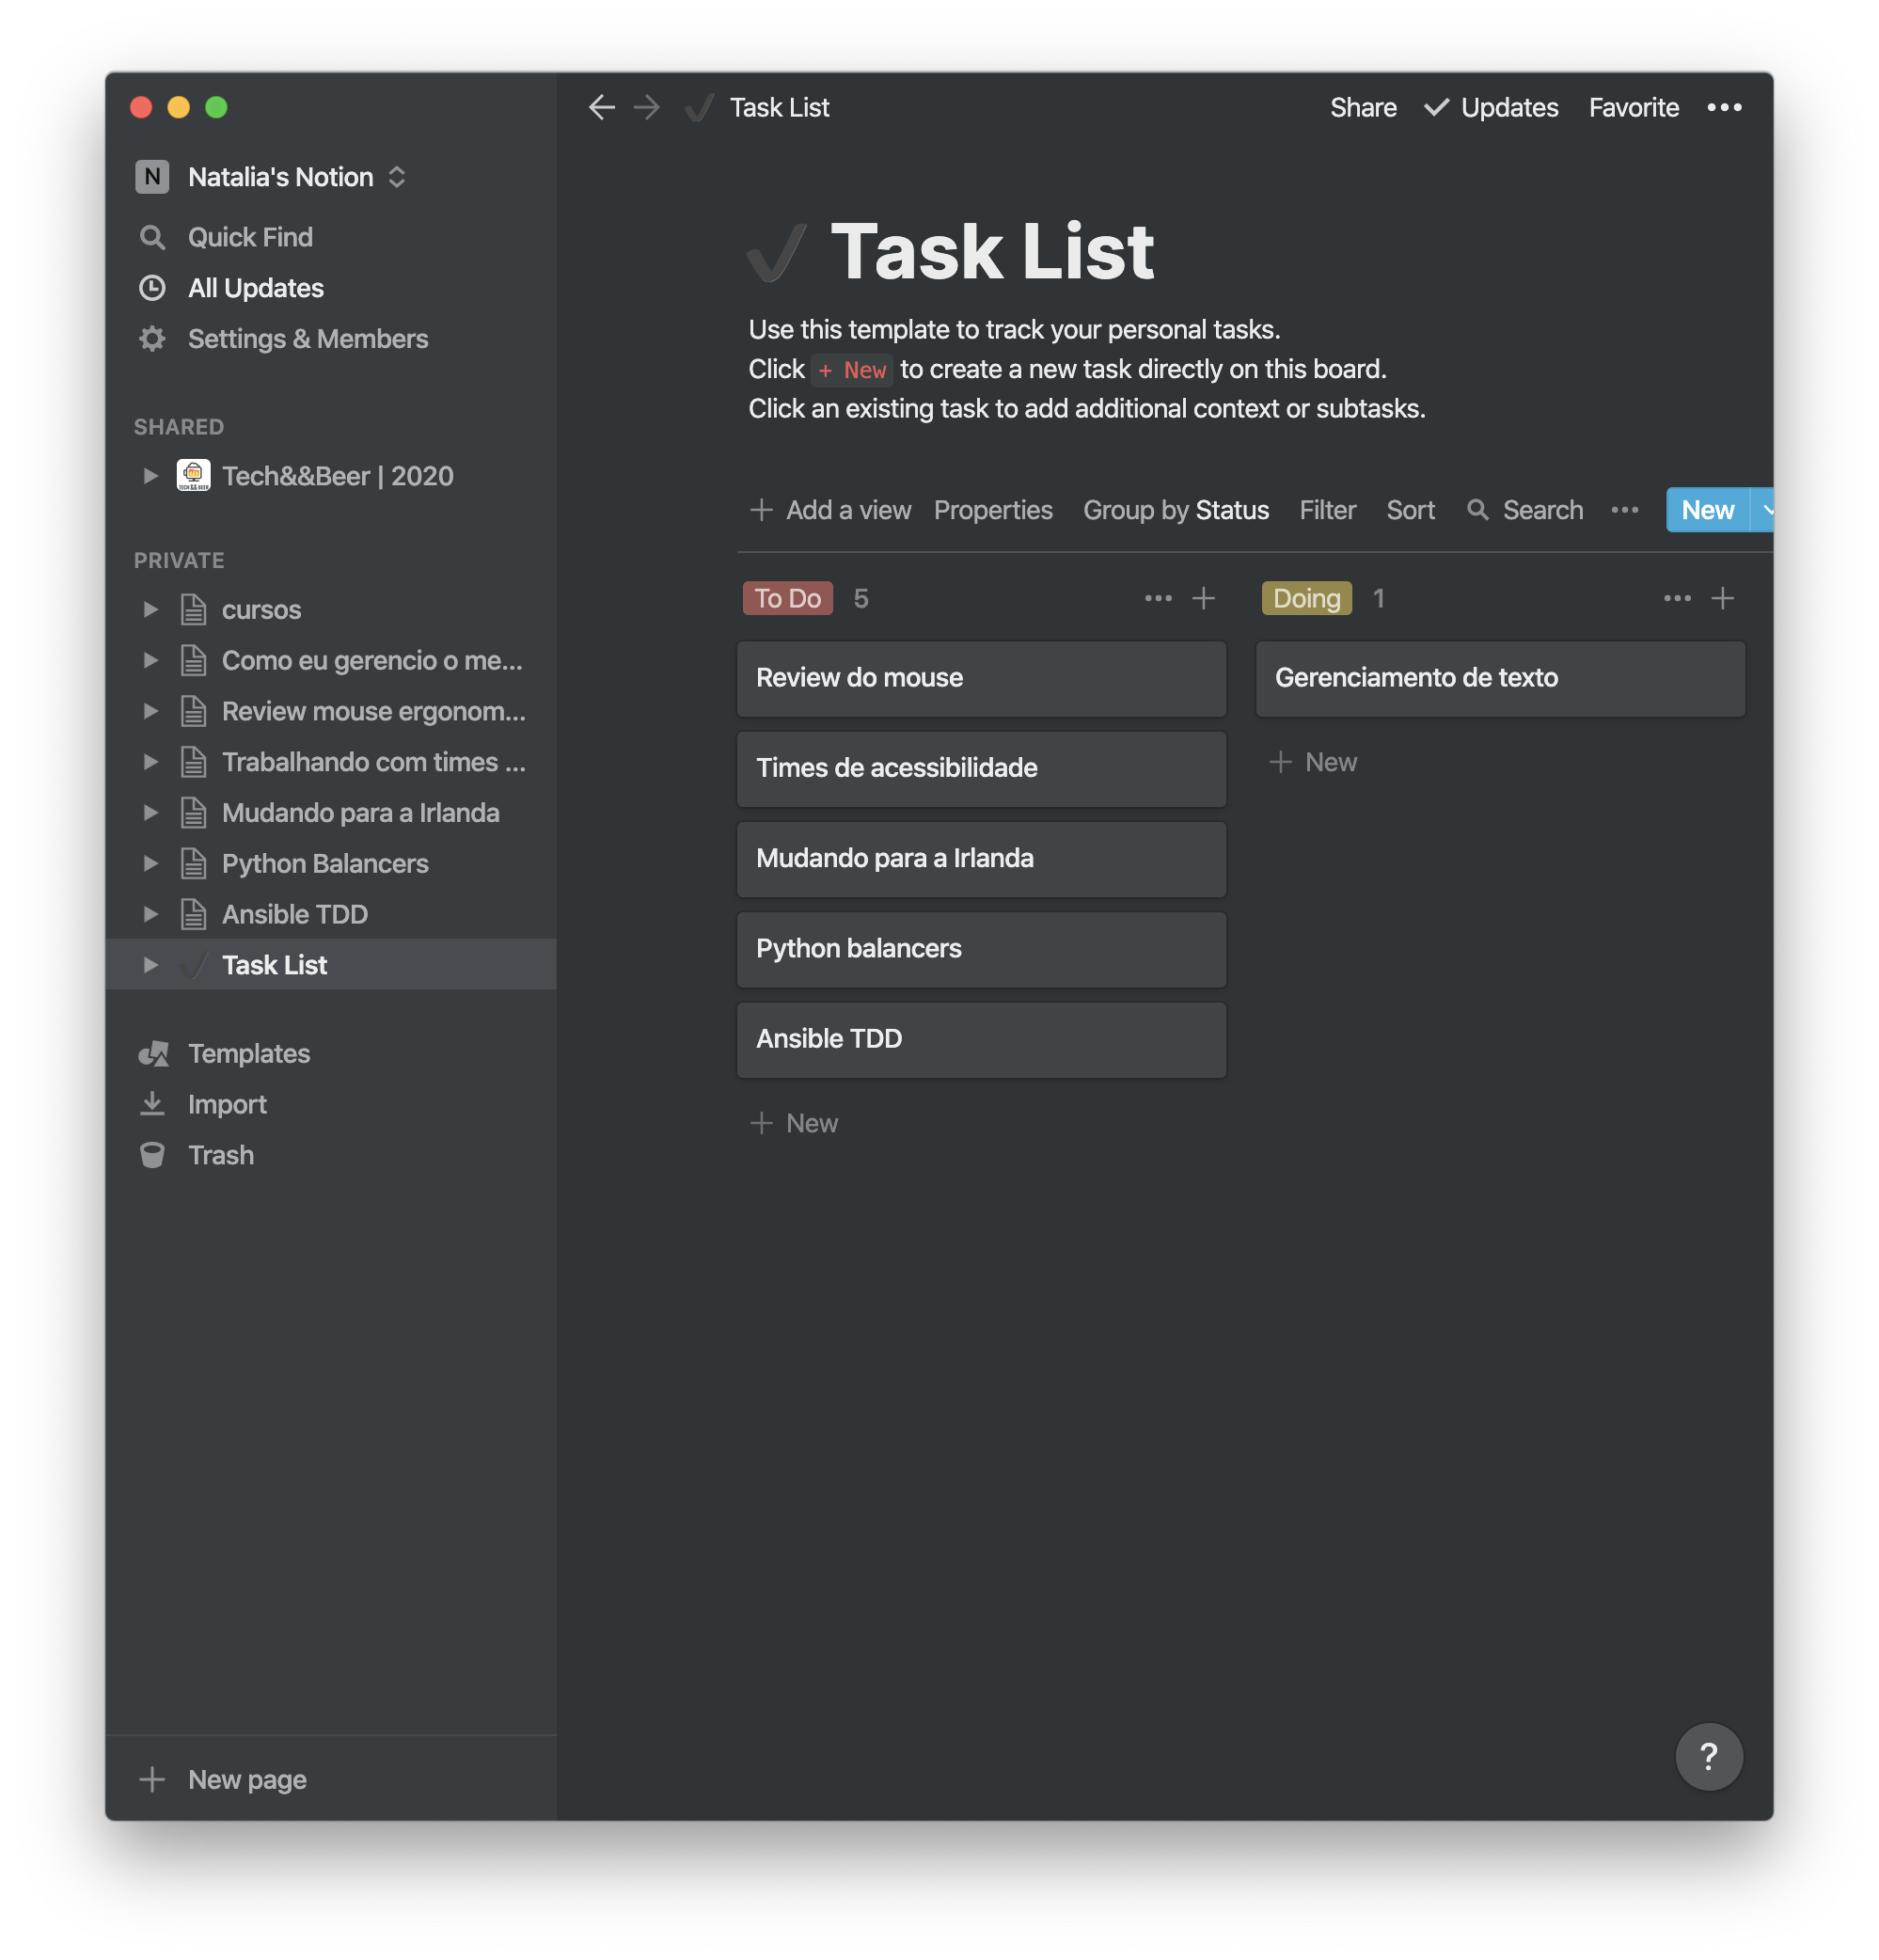 N Natalia's Notion
Quick Find
All Updates
Settings & Members
SHARED
Tech&&Beer | 2020
PRIVATE
cursos
Como eu gerencio o me...
Review mouse ergonom...
Trabalhando com times ...
Mudando para a Irlanda
Python Balancers
Ansible TDD
Task List
Templates
Import
Trash
New page
Task List
Share Updates Favorite
Task List
Use this template to track your personal tasks.
Click + New to create a new task directly on this board.
Click an existing task to add additional context or subtasks.
Add a view Properties Group by Status Filter Sort Search New
To Do 5
Review do mouse
Times de acessibilidade
Mudando para a Irlanda
Python balancers
Ansible TDD
New
Doing 1
Gerenciamento de texto
New
?